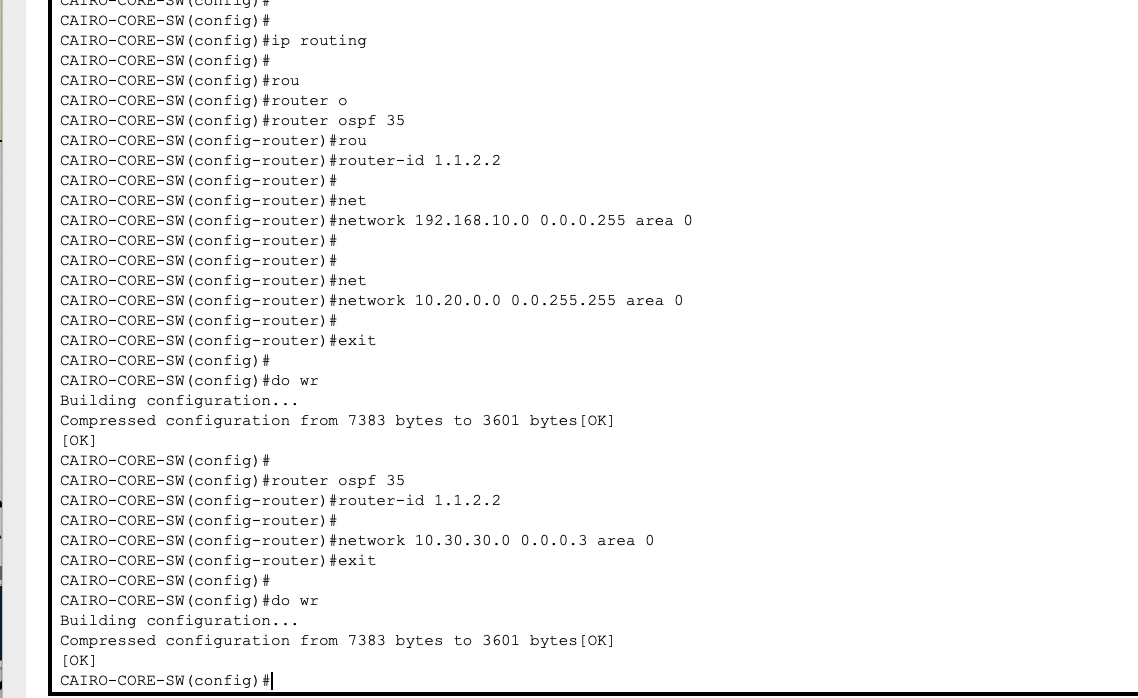 CAIRO-CORE-SW(config)#
CAIRO-CORE-SW(config)#
CAIRO-CORE-SW(config)#ip routing
CAIRO-CORE-SW(config)#
CAIRO-CORE-SW(config)#rou
CAIRO-CORE-SW(config)#router o
CAIRO-CORE-SW(config)#router ospf 35
CAIRO-CORE-SW(config-router)#rou
CAIRO-CORE-SW(config-router)#router-id 1.1.2.2
CAIRO-CORE-SW(config-router)#
CAIRO-CORE-SW(config-router)#net
CAIRO-CORE-SW(config-router)#network 192.168.10.0 0.0.0.255 area 0
CAIRO-CORE-SW(config-router)#
CAIRO-CORE-SW(config-router)#
CAIRO-CORE-SW(config-router)#net
CAIRO-CORE-SW(config-router)#network 10.20.0.0 0.0.255.255 area 0
CAIRO-CORE-SW(config-router)#
CAIRO-CORE-SW(config-router)#exit
CAIRO-CORE-SW(config)#
CAIRO-CORE-SW(config)#do wr
Building configuration...
Compressed configuration from 7383 bytes to 3601 bytes[OK]
[OK]
CAIRO-CORE-SW(config)#
CAIRO-CORE-SW(config)#router ospf 35
CAIRO-CORE-SW(config-router)#router-id 1.1.2.2
CAIRO-CORE-SW(config-router)#
CAIRO-CORE-SW(config-router)#network 10.30.30.0 0.0.0.3 area 0
CAIRO-CORE-SW(config-router)#exit
CAIRO-CORE-SW(config)#
CAIRO-CORE-SW(config)#do wr
Building configuration...
Compressed configuration from 7383 bytes to 3601 bytes[OK]
[OK]
CAIRO-CORE-SW(config)#